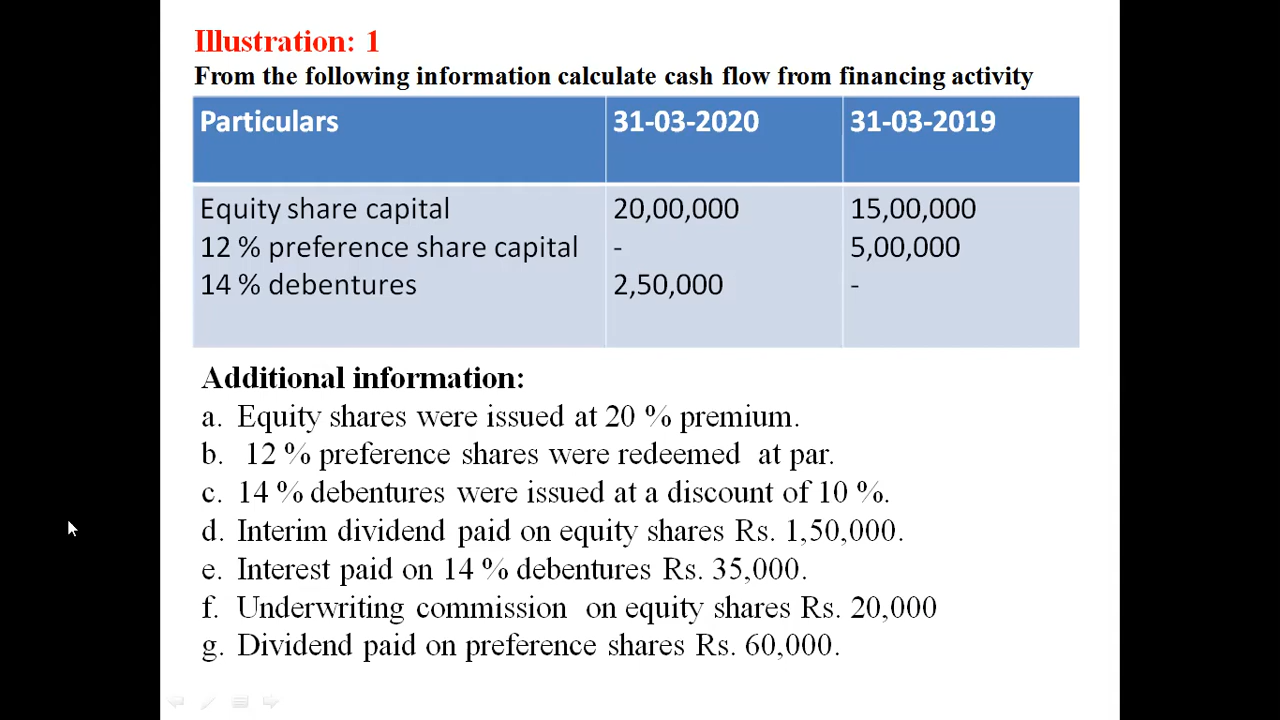 Illustration: 1
From the following information calculate cash flow from financing activity
Particulars 31-03-2020 31-03-2019
Equity share capital 20,00,000 15,00,000
12 % preference share capital - 5,00,000
14 % debentures 2,50,000 -
Additional information:
a. Equity shares were issued at 20 % premium.
b. 12 % preference shares were redeemed at par.
c. 14 % debentures were issued at a discount of 10 %.
d. Interim dividend paid on equity shares Rs. 1,50,000.
e. Interest paid on 14 % debentures Rs. 35,000.
f. Underwriting commission on equity shares Rs. 20,000
g. Dividend paid on preference shares Rs. 60,000.